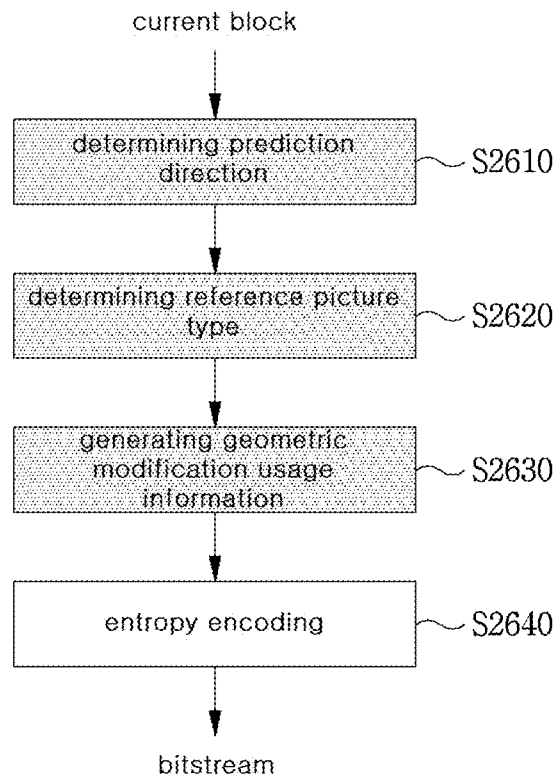 current block
determining prediction
direction
S2610
determining reference picture
type
S2620
generating geometric
modification usage
information
S2630
entropy encoding
S2640
bitstream